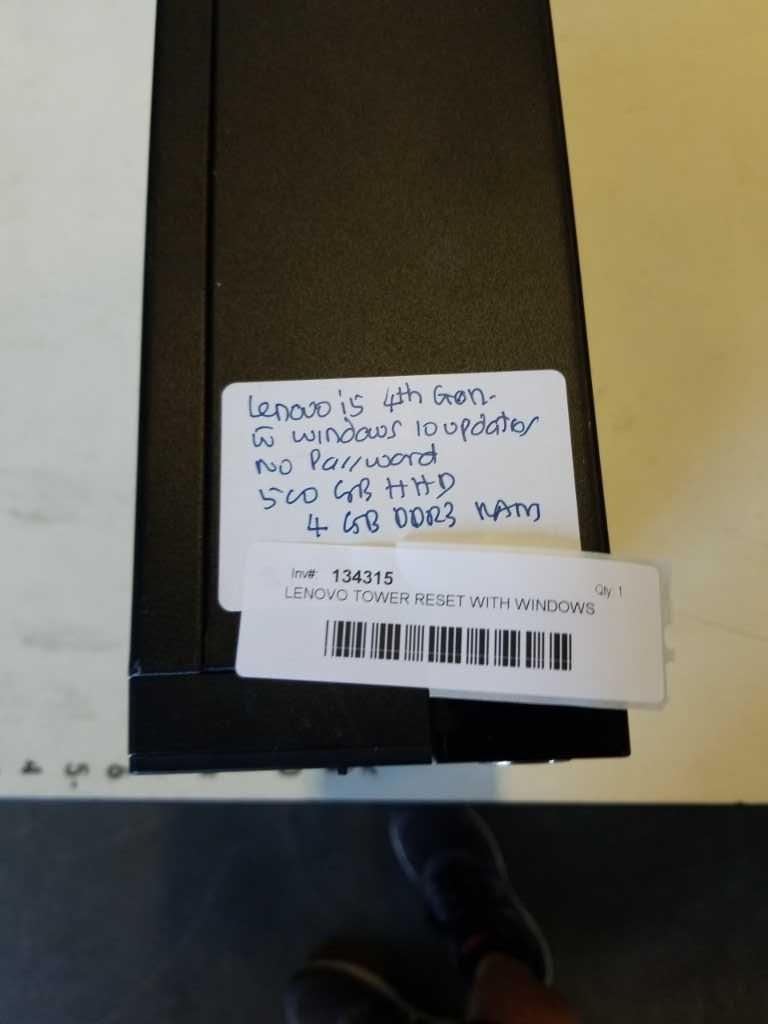 Lenovo i5 4th Gen.
W windows 10 updates
No Password
500 GB HHD
4 GB DDR3 RAM
Inv#: 134315
Qty: 1
LENOVO TOWER RESET WITH WINDOWS